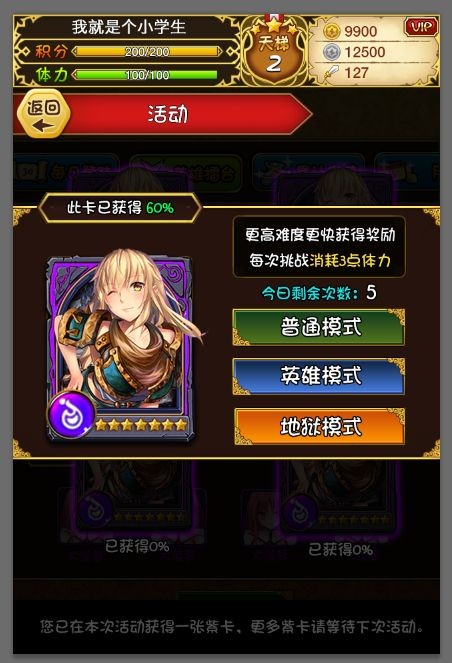 我就是个小学生
积分 200/200
体力 100/100
天梯
2
9900
12500
127
VIP
返回
活动
此卡已获得 60%
更高难度更快获得奖励
每次挑战消耗3点体力
今日剩余次数: 5
普通模式
英雄模式
地狱模式
已获得0%
已获得0%
您已在本次活动获得一张紫卡，更多紫卡请等待下次活动。